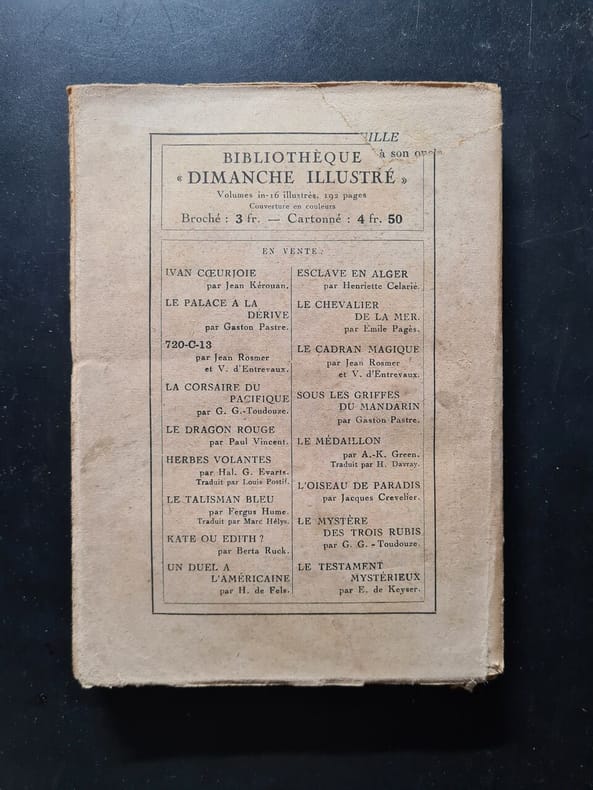 ILLE
à son oncle
BIBLIOTHÈQUE
« DIMANCHE ILLUSTRÉ »
Volumes in-16 illustrés, 192 pages
Couverture en couleurs
Broché : 3 fr. — Cartonné : 4 fr. 50
EN VENTE :
IVAN CŒURJOIE
par Jean Kérouan.
LE PALACE A LA
DERIVE
par Gaston Pastre.
720-C-13
par Jean Rosmer
et V. d'Entrevaux.
LA CORSAIRE DU
PACIFIQUE
par G. G.-Toudouze.
LE DRAGON ROUGE
par Paul Vincent.
HERBES VOLANTES
par Hal. G. Evarts.
Traduit par Louis Postif.
LE TALISMAN BLEU
par Fergus Hume.
Traduit par Marc Hélys.
KATE OU EDITH ?
par Berta Ruck.
UN DUEL A
L'AMÉRICAINE
par H. de Fels.
ESCLAVE EN ALGER
par Henriette Celarié.
LE CHEVALIER
DE LA MER.
par Emile Pagès.
LE CADRAN MAGIQUE
par Jean Rosmer
et V. d'Entrevaux.
SOUS LES GRIFFES
DU MANDARIN
par Gaston Pastre.
LE MÉDAILLON
par A.-K. Green.
Traduit par H. Davray.
L'OISEAU DE PARADIS
par Jacques Crevelier.
LE MYSTÈRE
DES TROIS RUBIS
par G. G. - Toudouze.
LE TESTAMENT
MYSTÉRIEUX
par E. de Keyser.